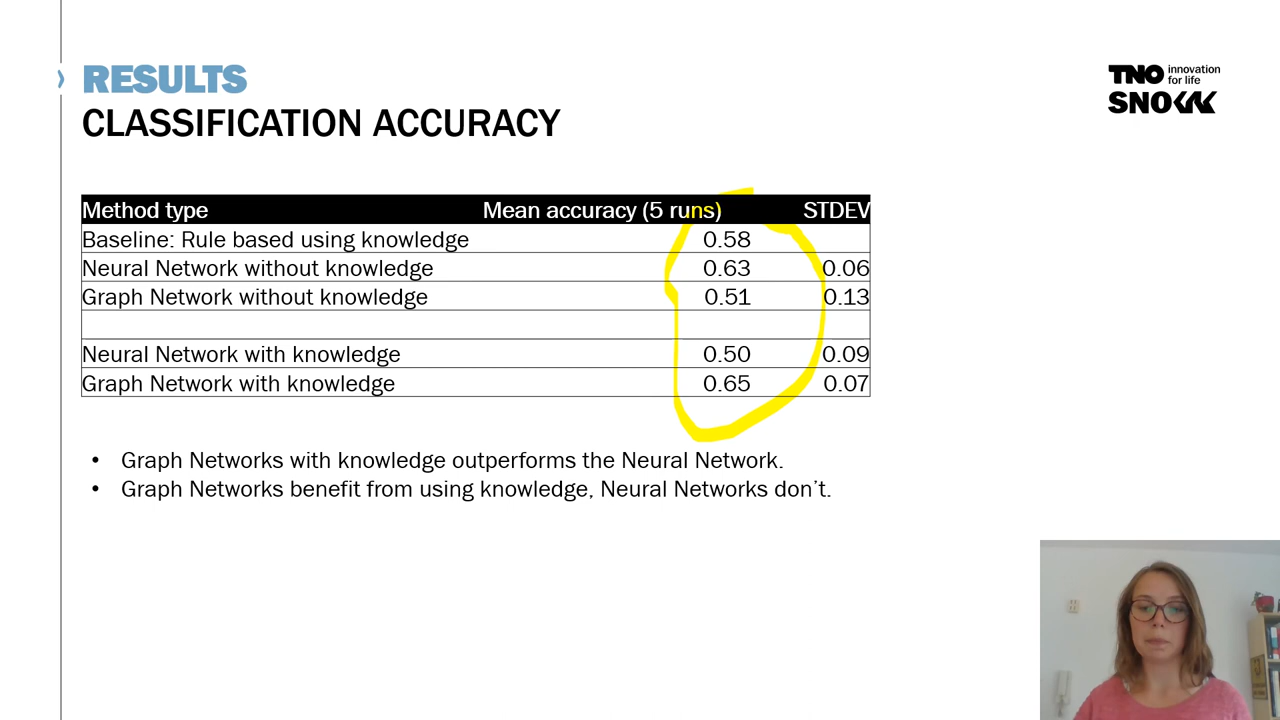 RESULTS
CLASSIFICATION ACCURACY
TNO innovation for life
SNOW
Method type Mean accuracy (5 runs) STDEV
Baseline: Rule based using knowledge 0.58
Neural Network without knowledge 0.63 0.06
Graph Network without knowledge 0.51 0.13
Neural Network with knowledge 0.50 0.09
Graph Network with knowledge 0.65 0.07
• Graph Networks with knowledge outperforms the Neural Network.
• Graph Networks benefit from using knowledge, Neural Networks don’t.